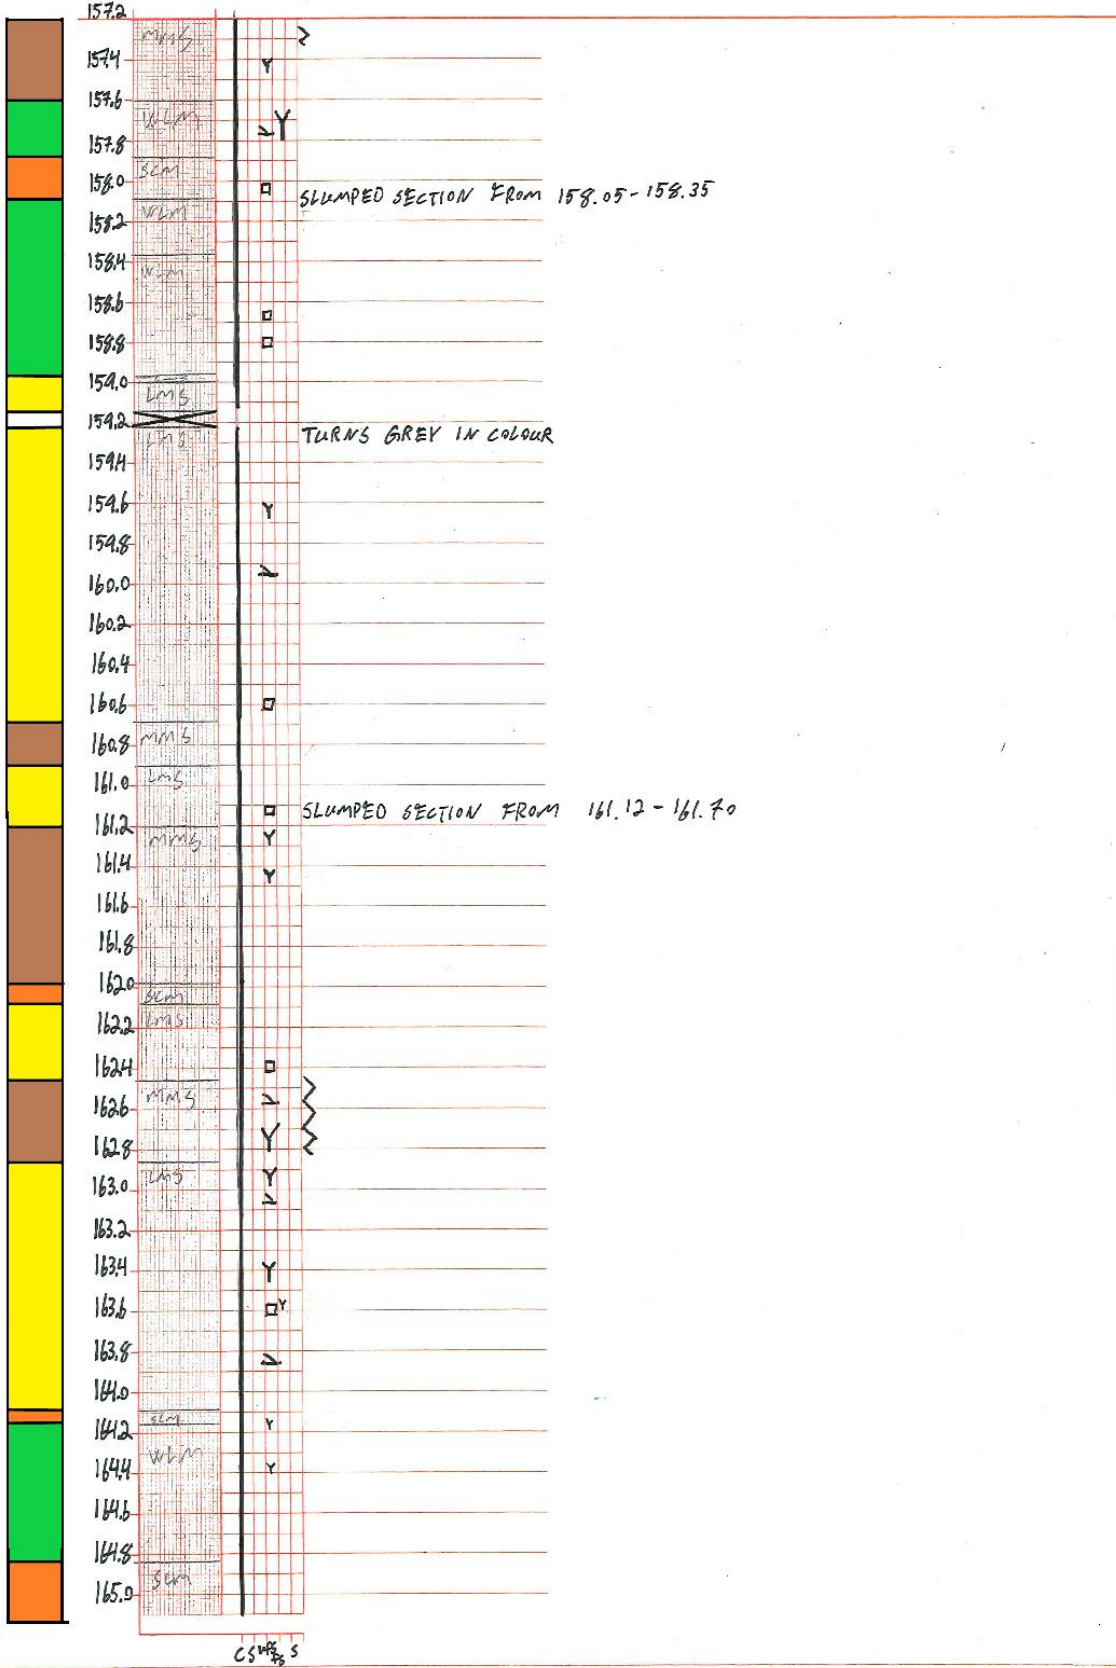 157.2
MMS
157.4
157.6
WLM
157.8
SCM
158.0
SLUMPED SECTION FROM 158.05-158.35
WLM
158.2
158.4
WLM
158.6
158.8
159.0
LMS
159.2
TURNS GREY IN COLOUR
LMS
159.4
159.6
159.8
160.0
160.2
160.4
160.6
160.8 MMS
161.0 LMS
SLUMPED SECTION FROM 161.12-161.70
161.2
MMS
161.4
161.6
161.8
162.0
SCM
162.2 LMS
162.4
162.6 MMS
162.8
163.0 LMS
163.2
163.4
163.6
163.8
164.0
164.2 SCM
164.4 WLM
164.6
164.8
165.0 SCM
C S VFS FS S